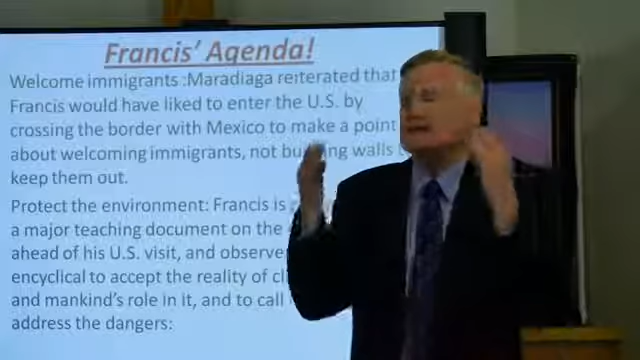 Francis' Agenda!
Welcome immigrants :Maradiaga reiterated that
Francis would have liked to enter the U.S. by
crossing the border with Mexico to make a point
about welcoming immigrants, not building walls
keep them out.
Protect the environment: Francis is
a major teaching document on the
ahead of his U.S. visit, and
encyclical to accept the reality of
and mankind's role in it, and to call
address the dangers: